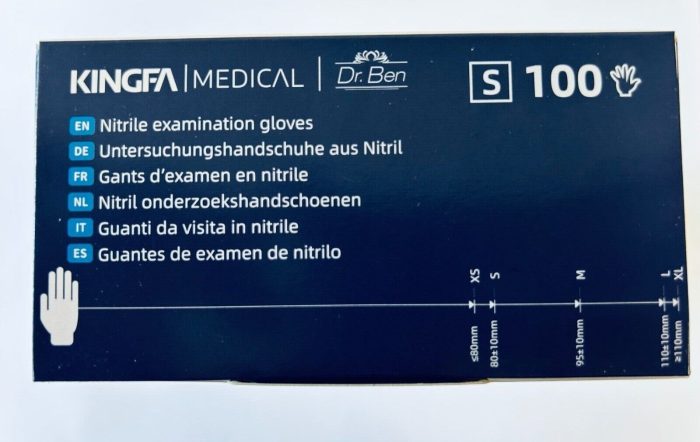 KINGFA | MEDICAL | Dr. Ben
S 100
EN Nitrile examination gloves
DE Untersuchungshandschuhe aus Nitril
FR Gants d'examen en nitrile
NL Nitril onderzoekshandschoenen
IT Guanti da visita in nitrile
ES Guantes de examen de nitrilo
XS S M L XL
≤80mm 80±10mm 95±10mm 110±10mm ≥110mm